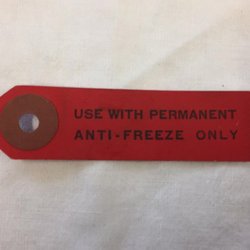 USE WITH PERMANENT
ANTI-FREEZE ONLY